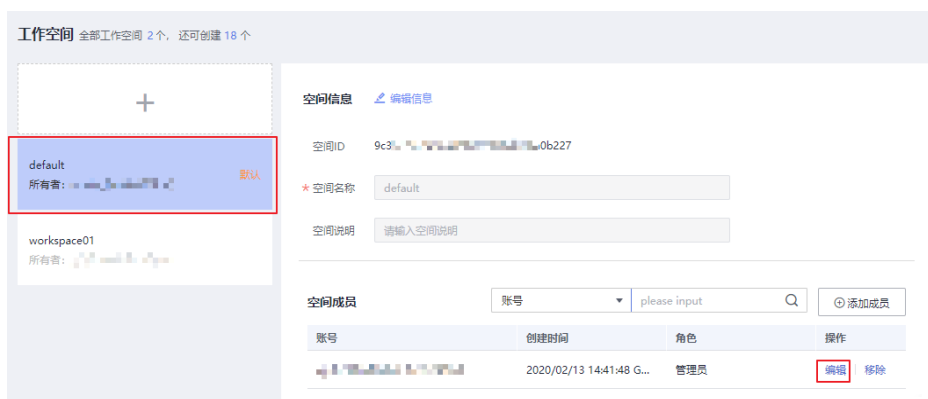 工作空间 全部工作空间 2个， 还可创建 18 个
空间信息 编辑信息
空间ID 9c3 0b227
default
所有者：
默认
* 空间名称 default
空间说明 请输入空间说明
workspace01
所有者：
空间成员 账号 please input 添加成员
账号 创建时间 角色 操作
2020/02/13 14:41:48 G... 管理员 编辑 移除